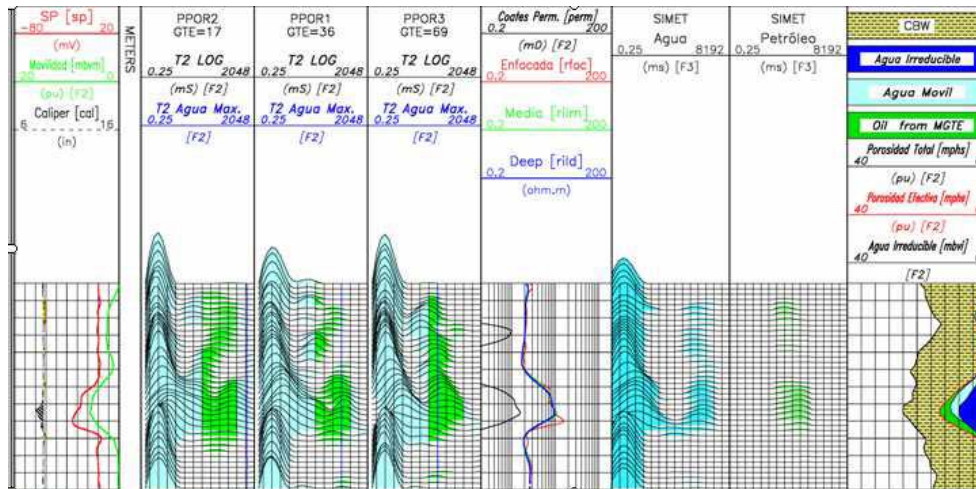 SP [sp]
-80 20
(mV)
Movilidad [mbvm]
20 0
(pu) [F2]
Caliper [cal]
6 16
(in)
METERS
PPOR2
GTE=17
T2 LOG
0.25 2048
(mS) [F2]
T2 Agua Max.
0.25 2048
[F2]
PPOR1
GTE=36
T2 LOG
0.25 2048
(mS) [F2]
T2 Agua Max.
0.25 2048
[F2]
PPOR3
GTE=69
T2 LOG
0.25 2048
(mS) [F2]
T2 Agua Max.
0.25 2048
[F2]
Coates Perm. [perm]
0.2 200
(mD) [F2]
Enfocada [rfoc]
0.2 200
Media [rlim]
0.2 200
Deep [rild]
0.2 200
(ohm.m)
SIMET
Agua
0.25 8192
(ms) [F3]
SIMET
Petróleo
0.25 8192
(ms) [F3]
CBW
Agua Irreducible
Agua Movil
Oil from MGTE
Porosidad Total [mphs]
40
(pu) [F2]
Porosidad Efectiva [mphe]
40
(pu) [F2]
Agua Irreducible [mbvi]
40
[F2]